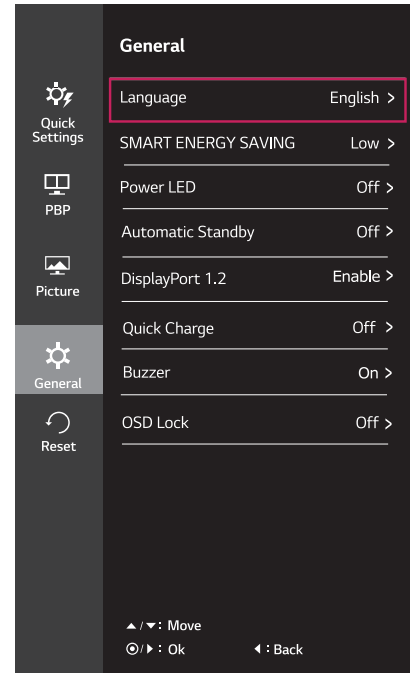 General
Quick
Settings
PBP
Picture
General
Reset
Language English >
SMART ENERGY SAVING Low >
Power LED Off >
Automatic Standby Off >
DisplayPort 1.2 Enable >
Quick Charge Off >
Buzzer On >
OSD Lock Off >
▲/▼: Move
◉/▶: Ok ◀: Back